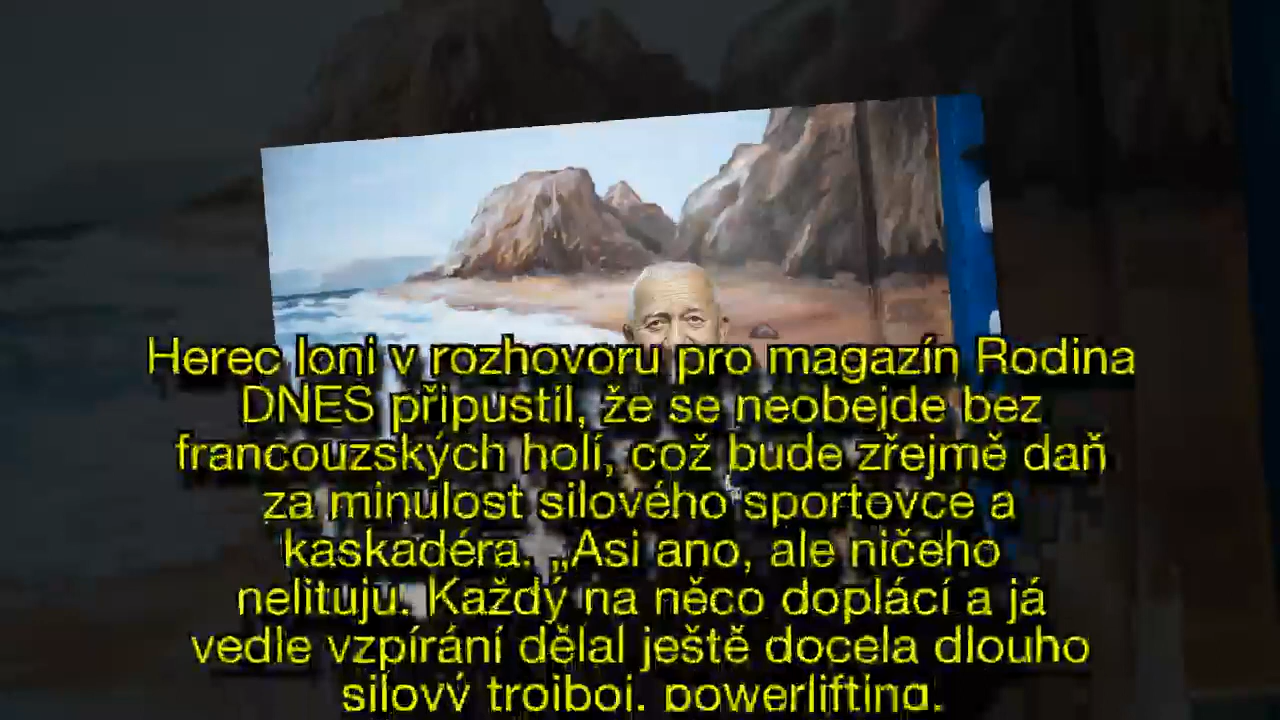 Herec loni v rozhovoru pro magazín Rodina
DNES připustil, že se neobejde bez
francouzských holí, což bude zřejmě daň
za minulost silového sportovce a
kaskadéra. „Asi ano, ale ničeho
nelituju. Každý na něco doplácí a já
vedle vzpírání dělal ještě docela dlouho
silový trojboj, powerlifting.